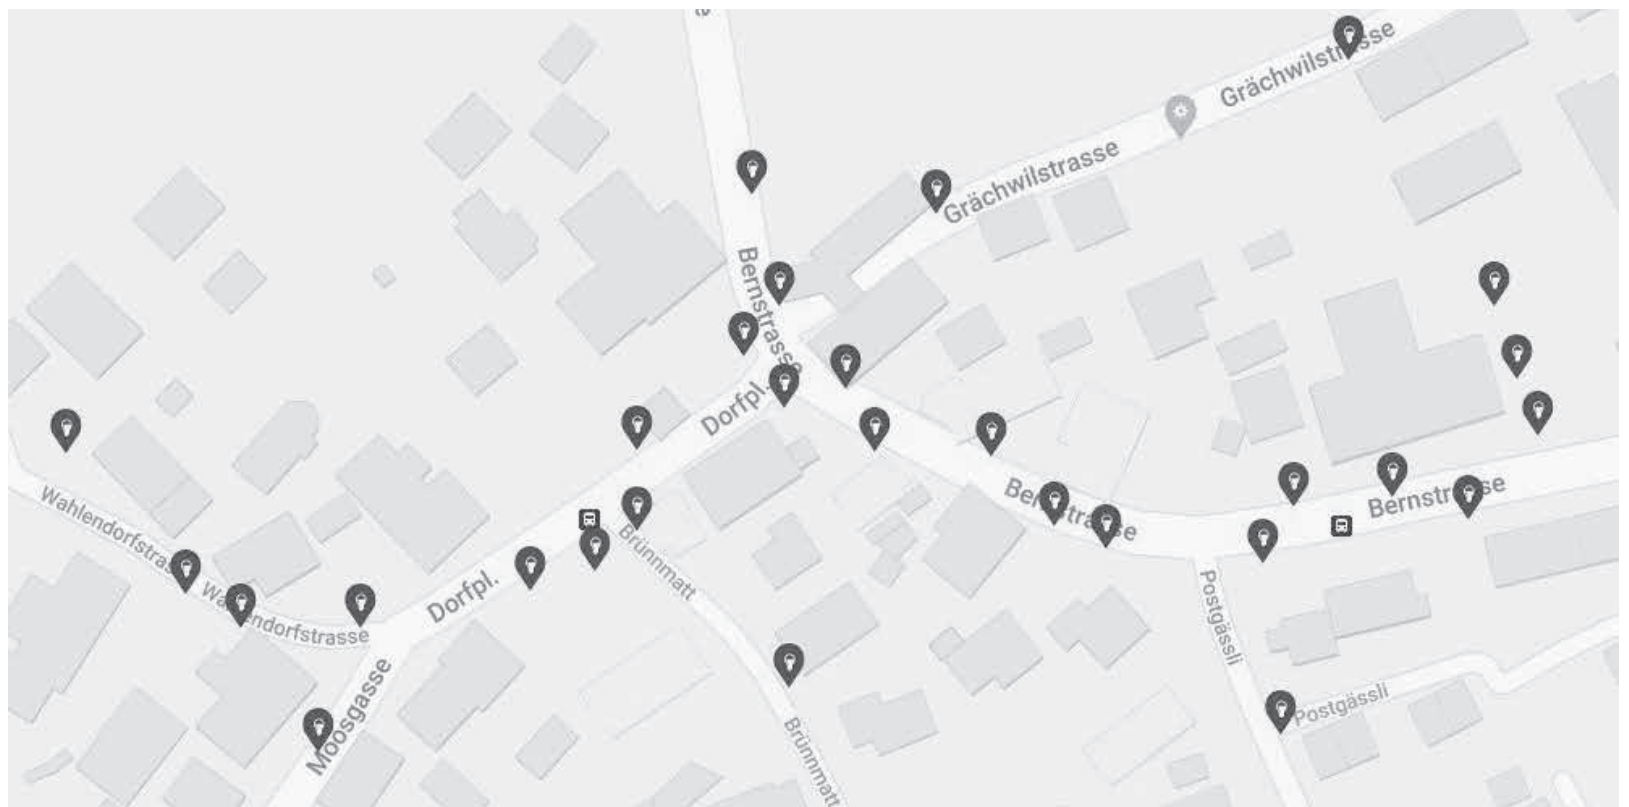 Grächwilstrasse
Grächwilstrasse
Bernstrasse
Dorfpl.
Bernstrasse
Bernstrasse
Wahlendorfstrasse
Wahlendorfstrasse
Dorfpl.
Brünnmatt
Postgässli
Moosgasse
Postgässli
Brünnmatt